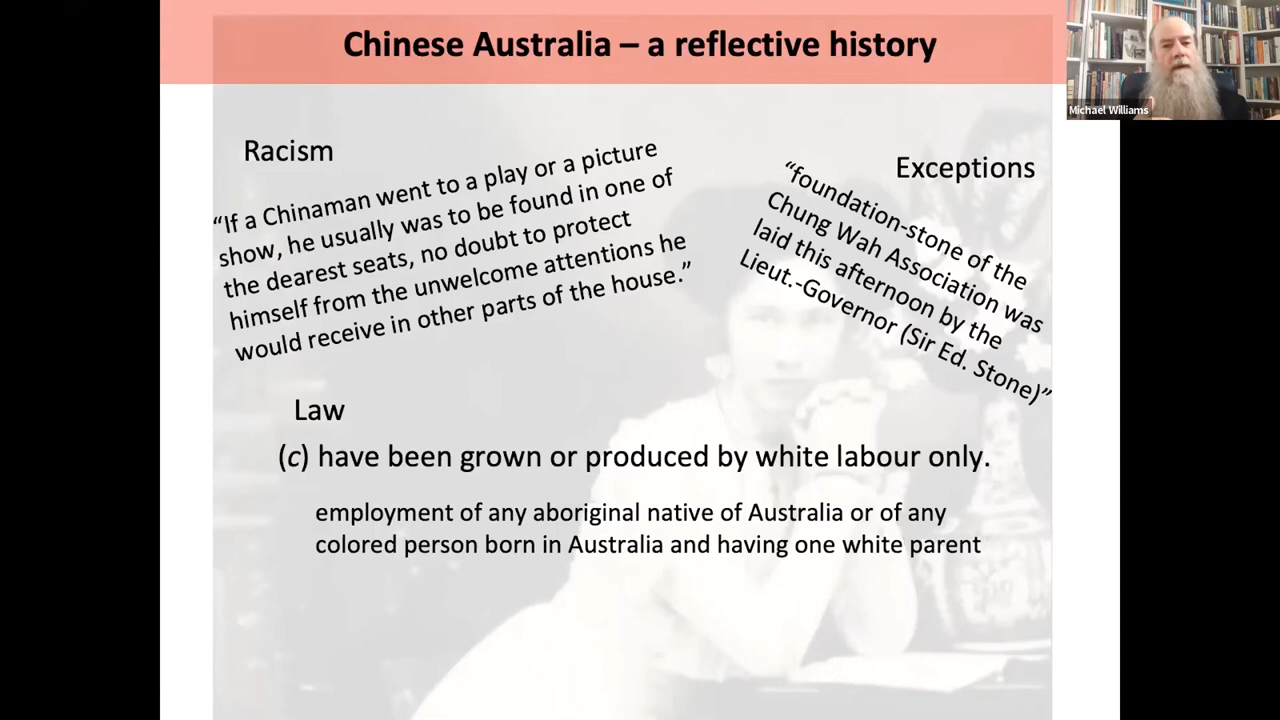 Chinese Australia – a reflective history
Michael Williams
Racism
“If a Chinaman went to a play or a picture
show, he usually was to be found in one of
the dearest seats, no doubt to protect
himself from the unwelcome attentions he
would receive in other parts of the house.”
Exceptions
“foundation-stone of the
Chung Wah Association was
laid this afternoon by the
Lieut.-Governor (Sir Ed. Stone)”
Law
(c) have been grown or produced by white labour only.
employment of any aboriginal native of Australia or of any
colored person born in Australia and having one white parent